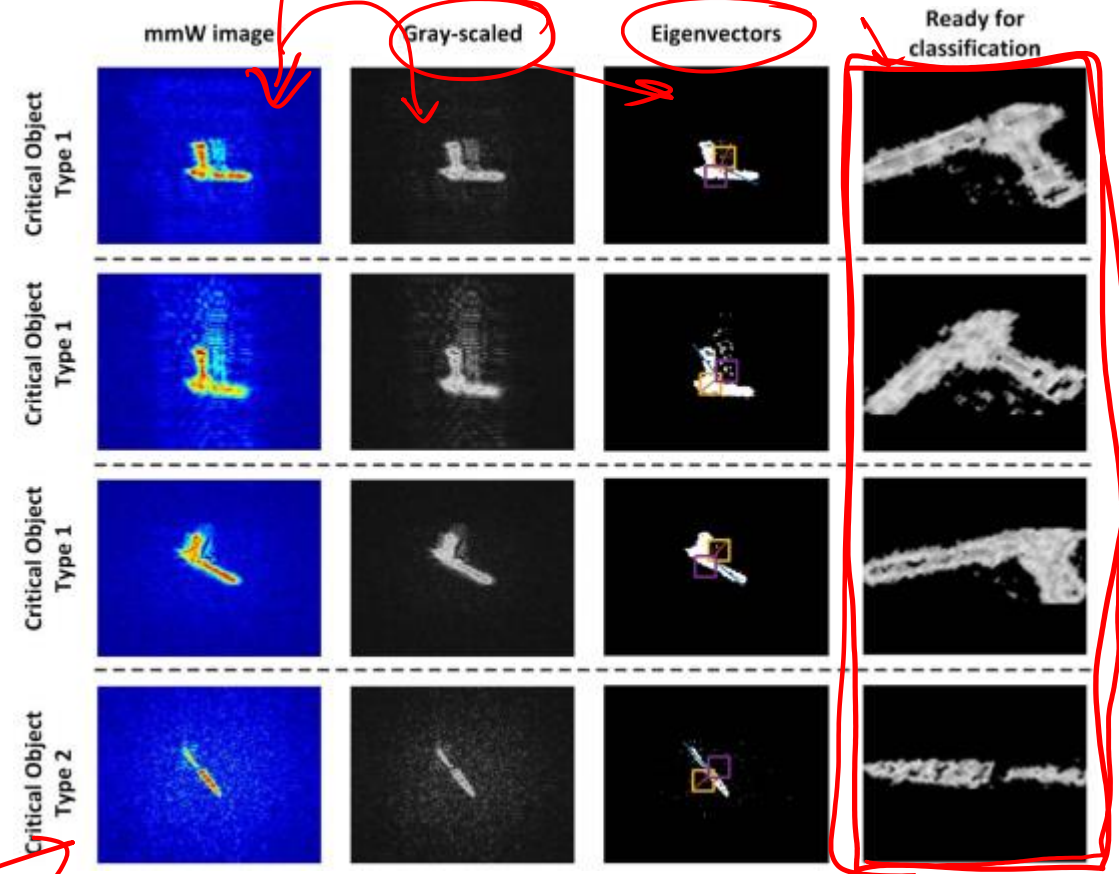 mmW image
Gray-scaled
Eigenvectors
Ready for
classification
Critical Object
Type 1
Critical Object
Type 1
Critical Object
Type 1
Critical Object
Type 2